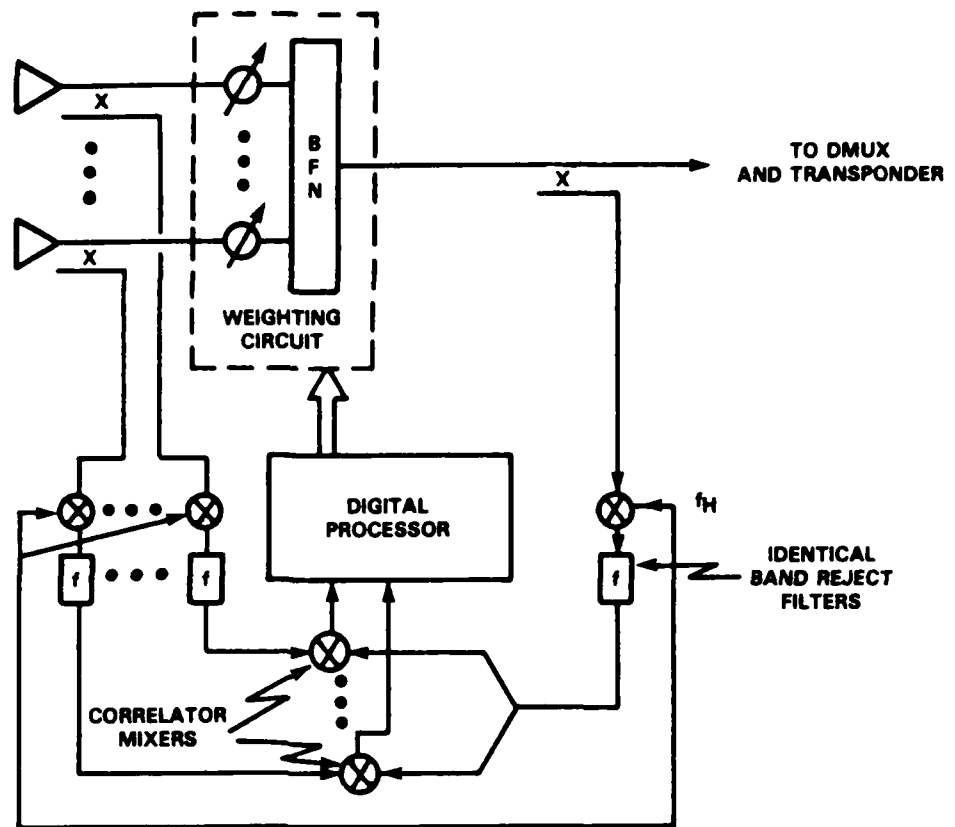 X
X
B
F
N
WEIGHTING
CIRCUIT
X
TO DMUX
AND TRANSPONDER
DIGITAL
PROCESSOR
fH
f
f
f
IDENTICAL
BAND REJECT
FILTERS
CORRELATOR
MIXERS